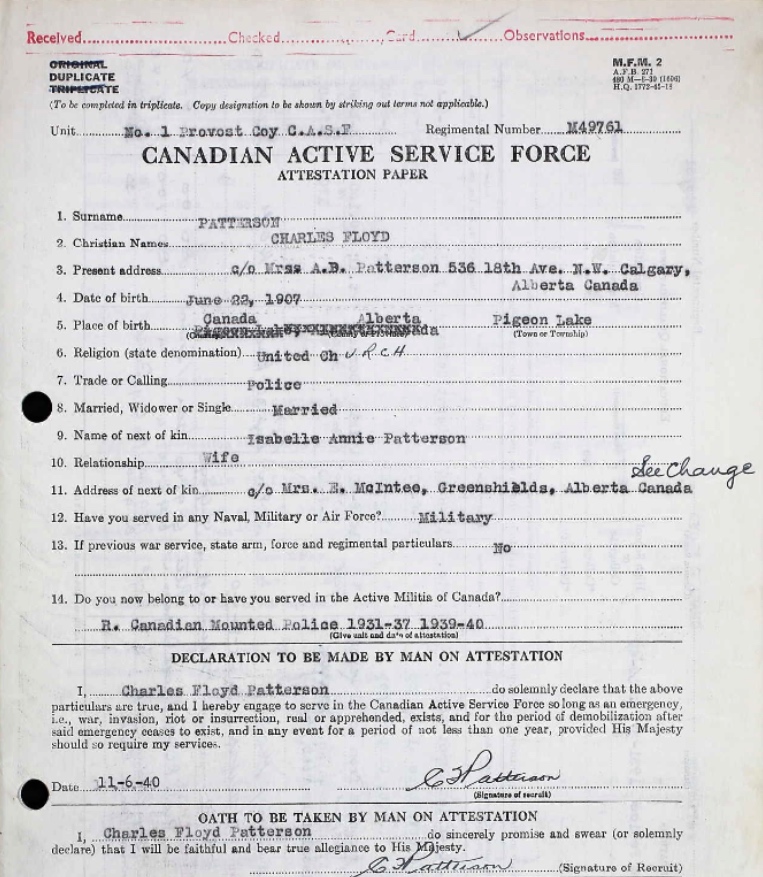 Received..............Checked..............Card..............Observations..............
ORIGINAL
DUPLICATE
TRIPLICATE
M.F.M. 2
A.F.B. 271
H.Q. 1772-
(To be completed in triplicate. Copy designation to be shown by striking out terms not applicable.)
Unit No. 1 Provost Coy C.A.S.F Regimental Number M49761
CANADIAN ACTIVE SERVICE FORCE
ATTESTATION PAPER
1. Surname PATTERSON
2. Christian Names CHARLES FLOYD
3. Present address c/o Mrss A.B. Patterson 536 18th Ave. N.W. Calgary,
Alberta Canada
4. Date of birth June 22, 1907
5. Place of birth Canada Alberta Pigeon Lake
(Town or Township)
6. Religion (state denomination) United Ch URCH
7. Trade or Calling Police
8. Married, Widower or Single Married
9. Name of next of kin Isabelle Annie Patterson
10. Relationship Wife
See Change
11. Address of next of kin c/o Mrs. E. McIntee, Greenshields, Alberta Canada
12. Have you served in any Naval, Military or Air Force? Military
13. If previous war service, state arm, force and regimental particulars No
14. Do you now belong to or have you served in the Active Militia of Canada?
R. Canadian Mounted Police 1931-37 1939-40
(Give unit and date of attestation)
DECLARATION TO BE MADE BY MAN ON ATTESTATION
I, Charles Floyd Patterson do solemnly declare that the above
particulars are true, and I hereby engage to serve in the Canadian Active Service Force so long as an emergency,
i.e., war, invasion, riot or insurrection, real or apprehended, exists, and for the period of demobilization after
said emergency ceases to exist, and in any event for a period of not less than one year, provided His Majesty
should so require my services.
Date 11-6-40 C F Patterson
(Signature of recruit)
OATH TO BE TAKEN BY MAN ON ATTESTATION
I, Charles Floyd Patterson do sincerely promise and swear (or solemnly
declare) that I will be faithful and bear true allegiance to His Majesty.
C F Patterson (Signature of Recruit)